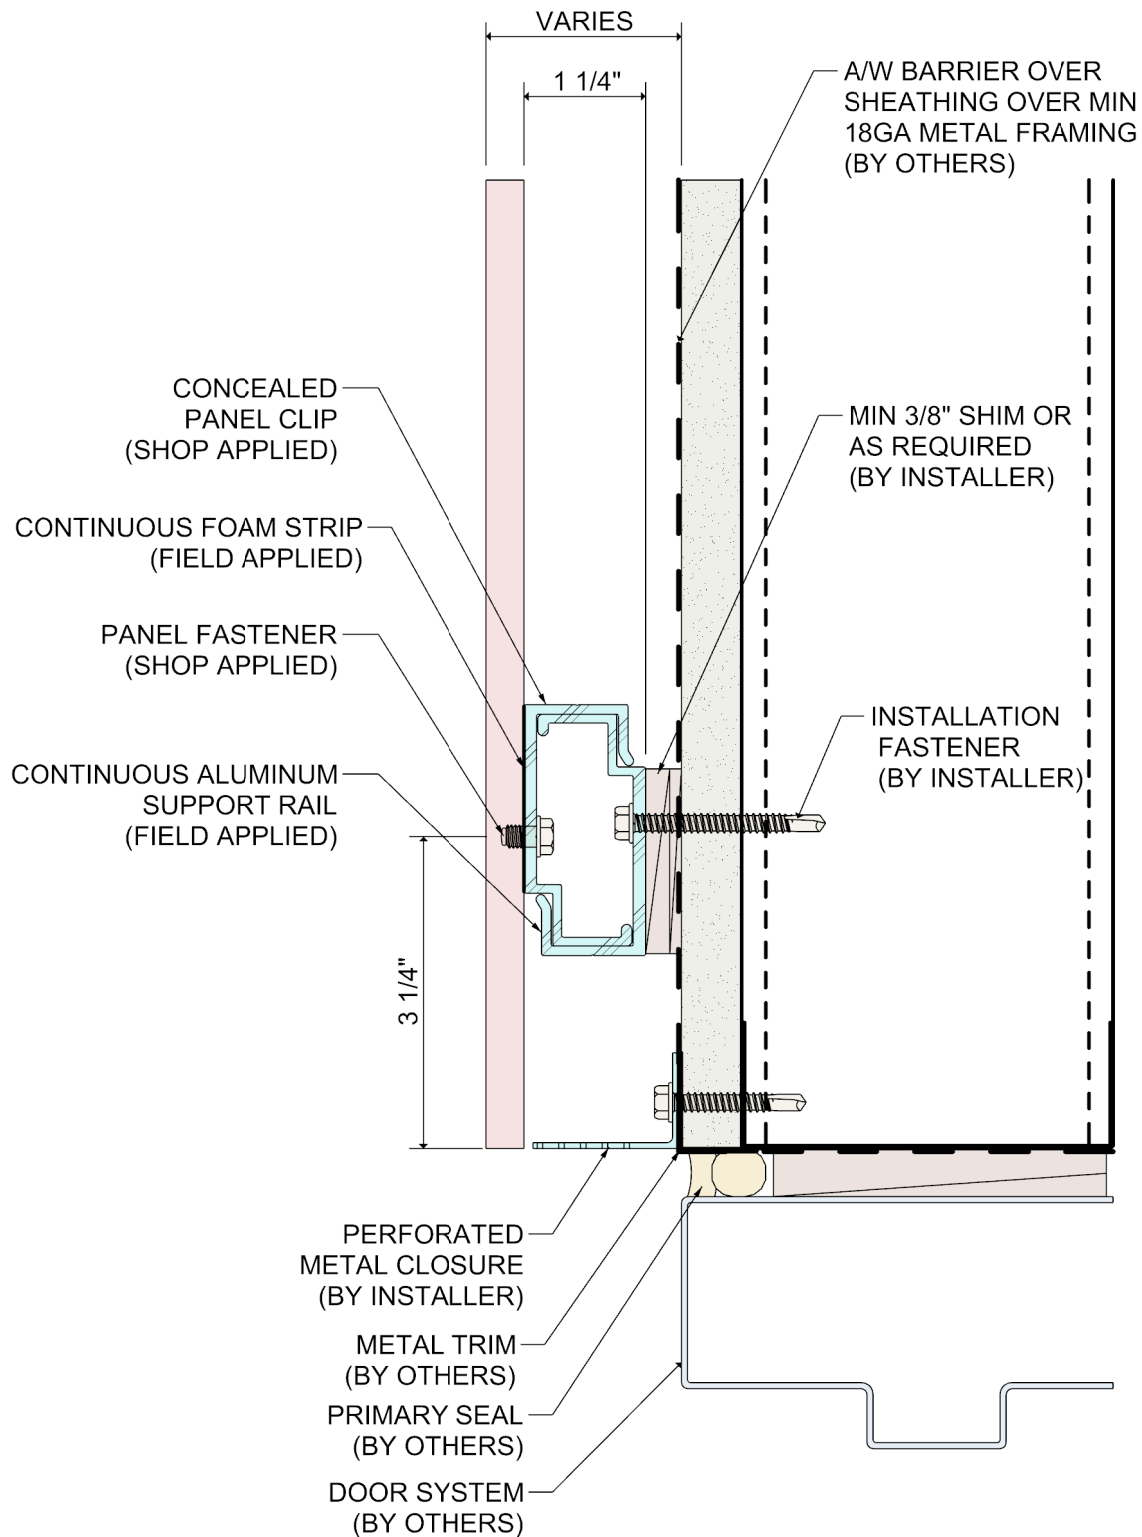 VARIES
1 1/4"
A/W BARRIER OVER
SHEATHING OVER MIN
18GA METAL FRAMING
(BY OTHERS)
CONCEALED
PANEL CLIP
(SHOP APPLIED)
MIN 3/8" SHIM OR
AS REQUIRED
(BY INSTALLER)
CONTINUOUS FOAM STRIP
(FIELD APPLIED)
PANEL FASTENER
(SHOP APPLIED)
INSTALLATION
FASTENER
(BY INSTALLER)
CONTINUOUS ALUMINUM
SUPPORT RAIL
(FIELD APPLIED)
3 1/4"
PERFORATED
METAL CLOSURE
(BY INSTALLER)
METAL TRIM
(BY OTHERS)
PRIMARY SEAL
(BY OTHERS)
DOOR SYSTEM
(BY OTHERS)